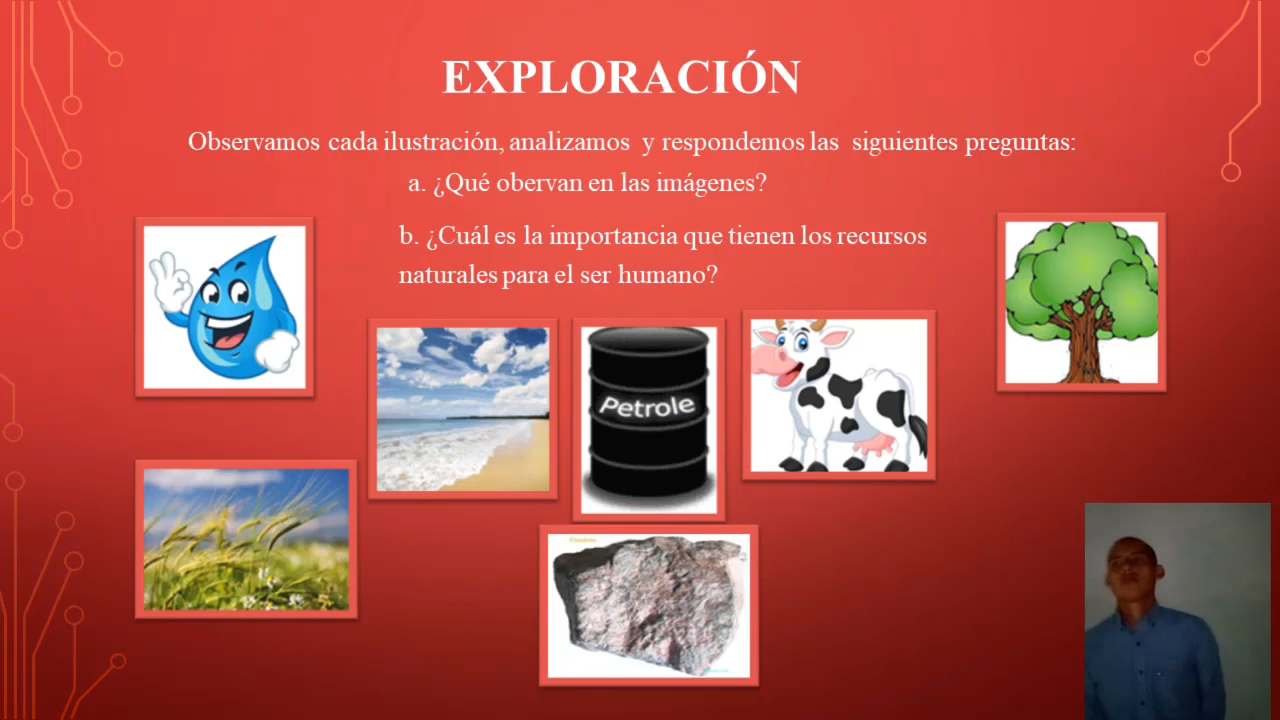 EXPLORACIÓN
Observamos cada ilustración, analizamos y respondemos las siguientes preguntas:
a. ¿Qué obervan en las imágenes?
b. ¿Cuál es la importancia que tienen los recursos
naturales para el ser humano?
Petrole